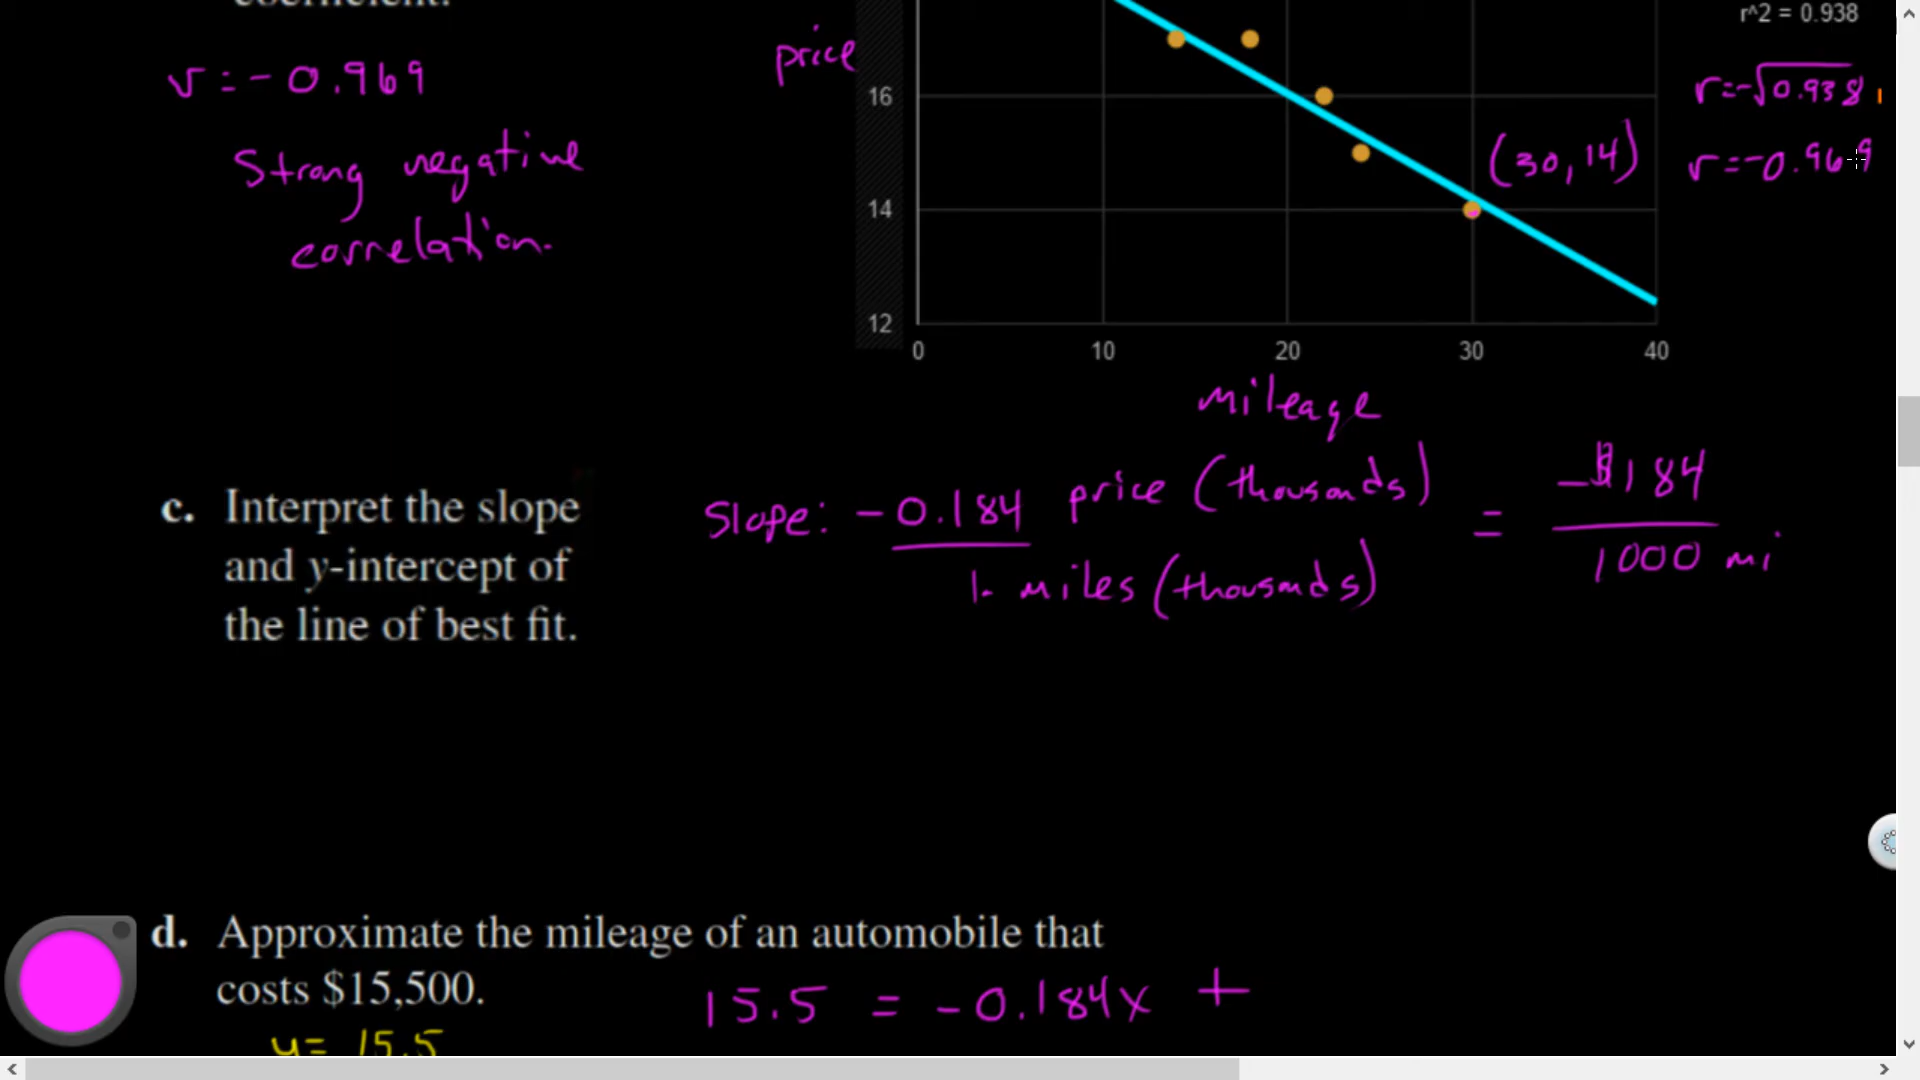 r^2 = 0.938
r = - 0.969
price
16
r=-√0.938
Strong negative
correlation.
(30, 14)
r=-0.969
14
12
0 10 20 30 40
mileage
c. Interpret the slope
and y-intercept of
the line of best fit.
Slope: -0.184 price (thousands)
1. miles (thousands)
=
-$184
1000 mi
d. Approximate the mileage of an automobile that
costs $15,500.
15.5 = -0.184x +
y= 15.5